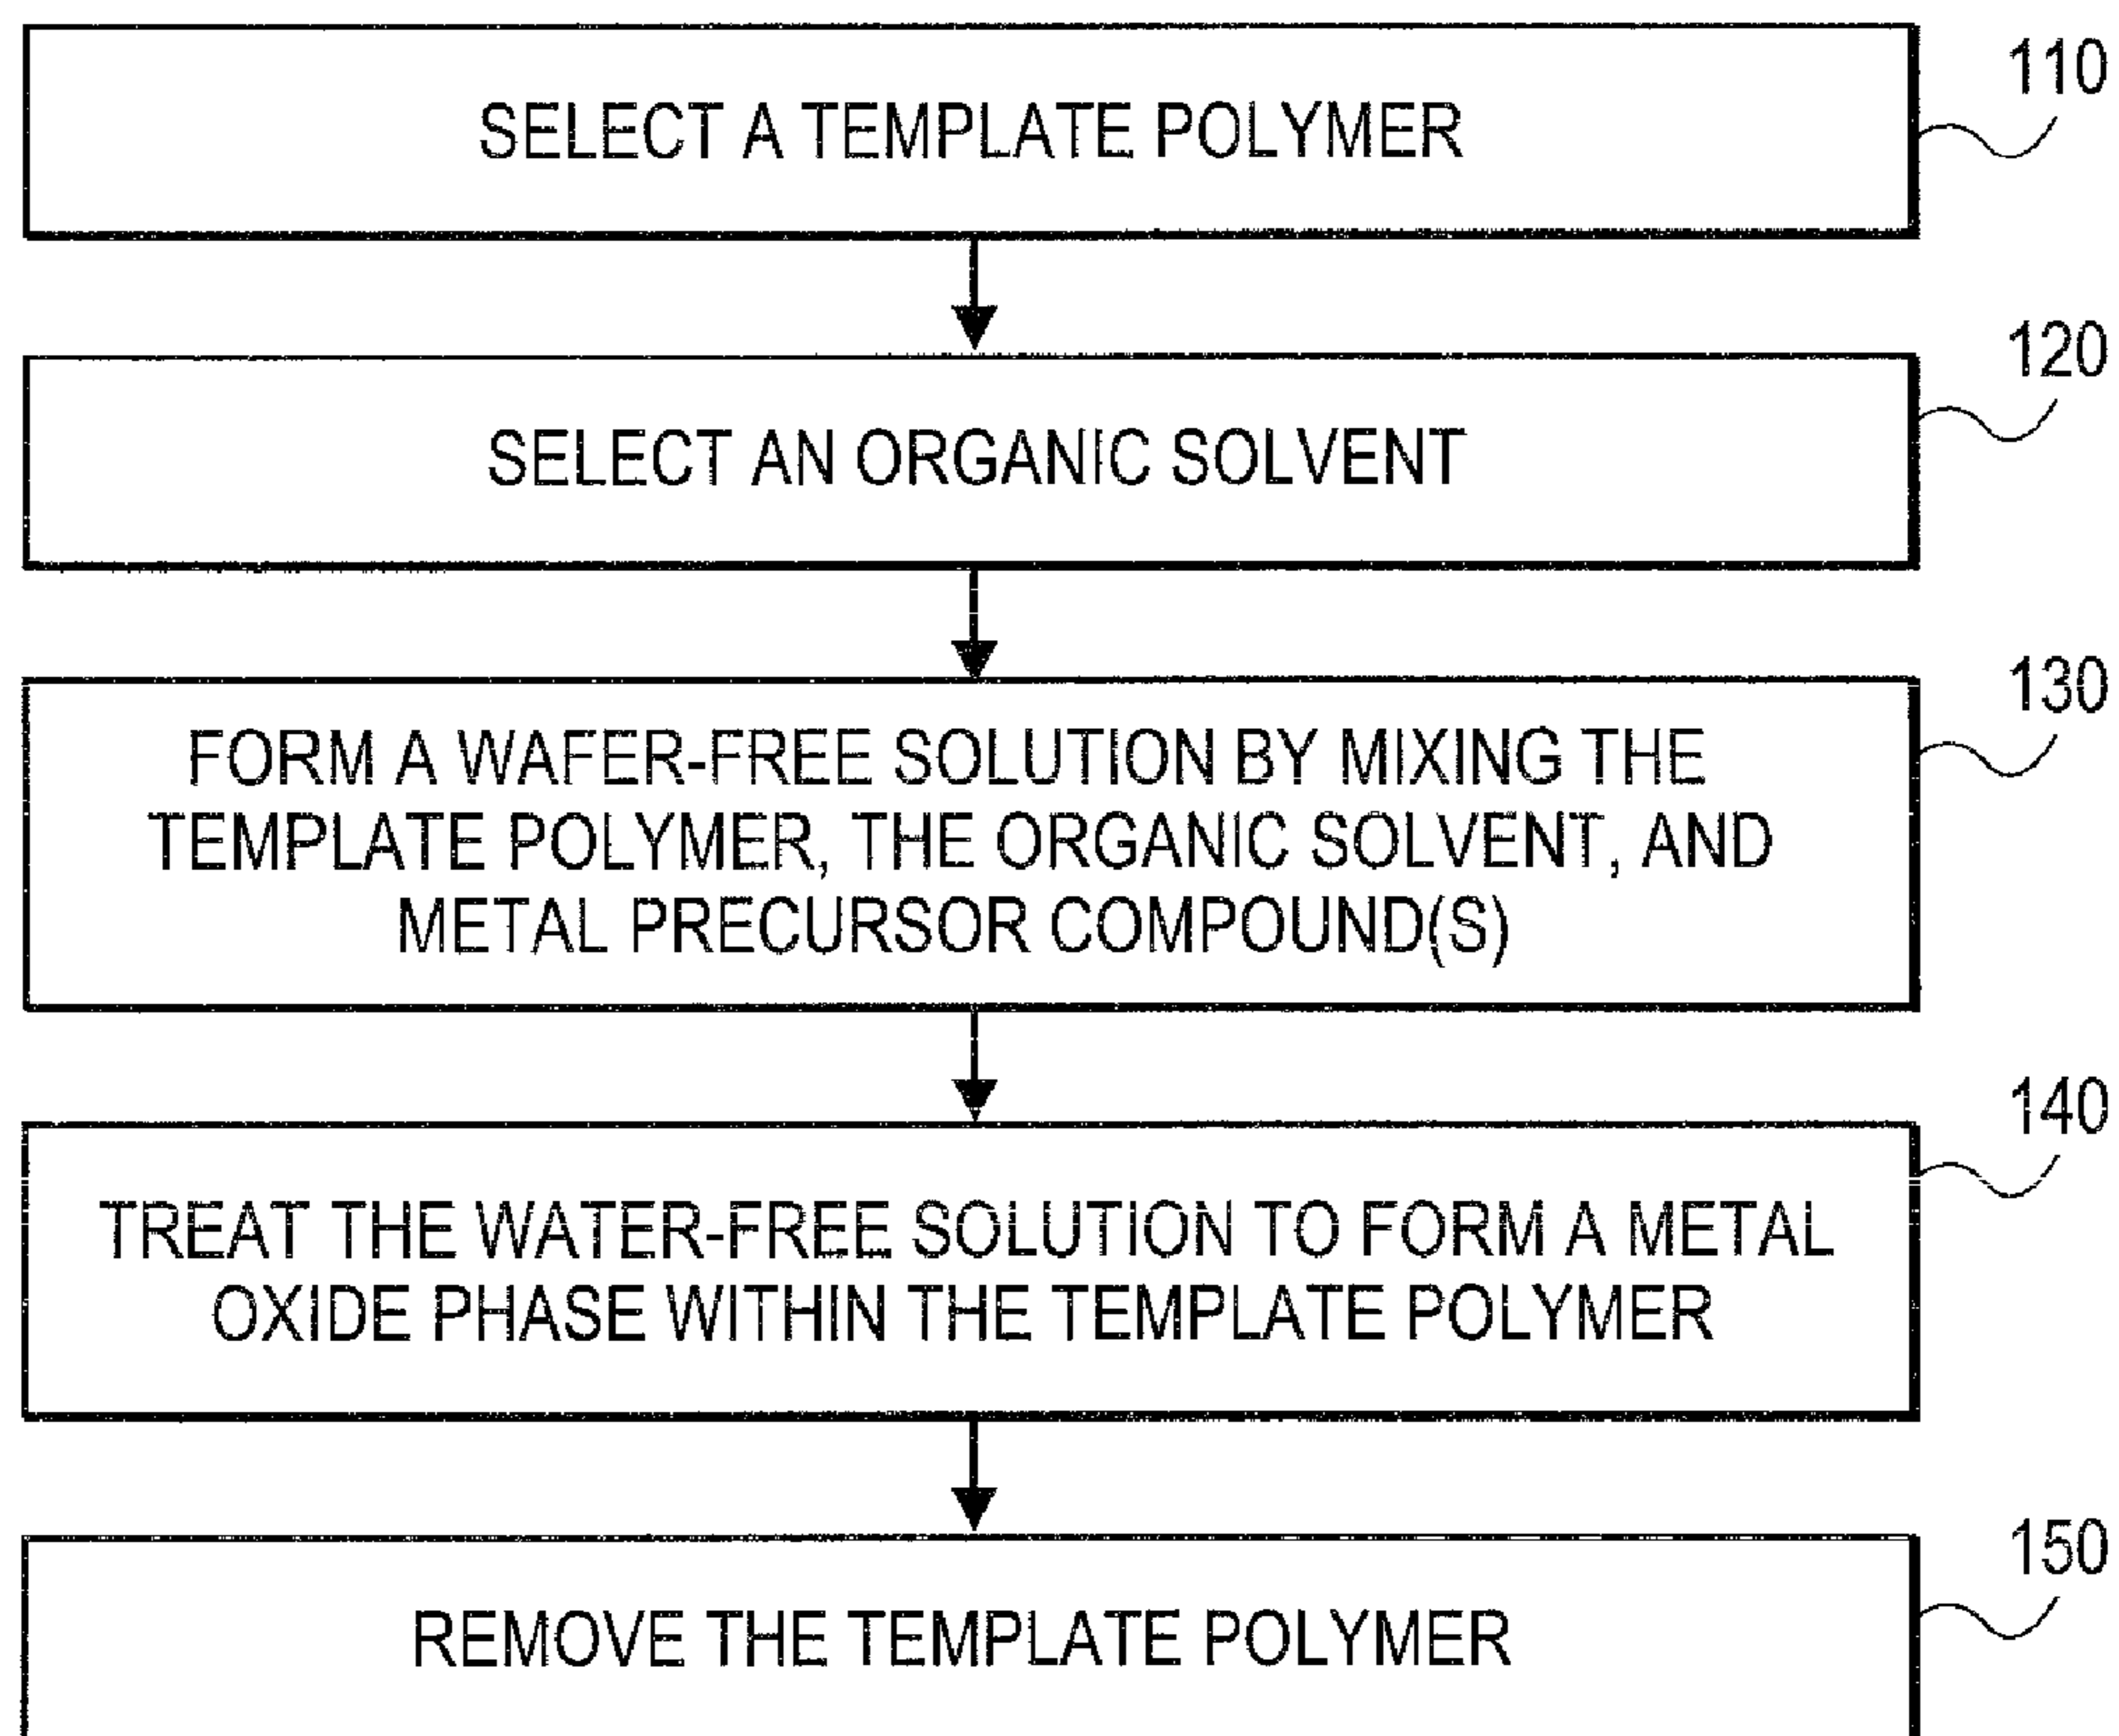 110
SELECT A TEMPLATE POLYMER
120
SELECT AN ORGANIC SOLVENT
130
FORM A WAFER-FREE SOLUTION BY MIXING THE
TEMPLATE POLYMER, THE ORGANIC SOLVENT, AND
METAL PRECURSOR COMPOUND(S)
140
TREAT THE WATER-FREE SOLUTION TO FORM A METAL
OXIDE PHASE WITHIN THE TEMPLATE POLYMER
150
REMOVE THE TEMPLATE POLYMER